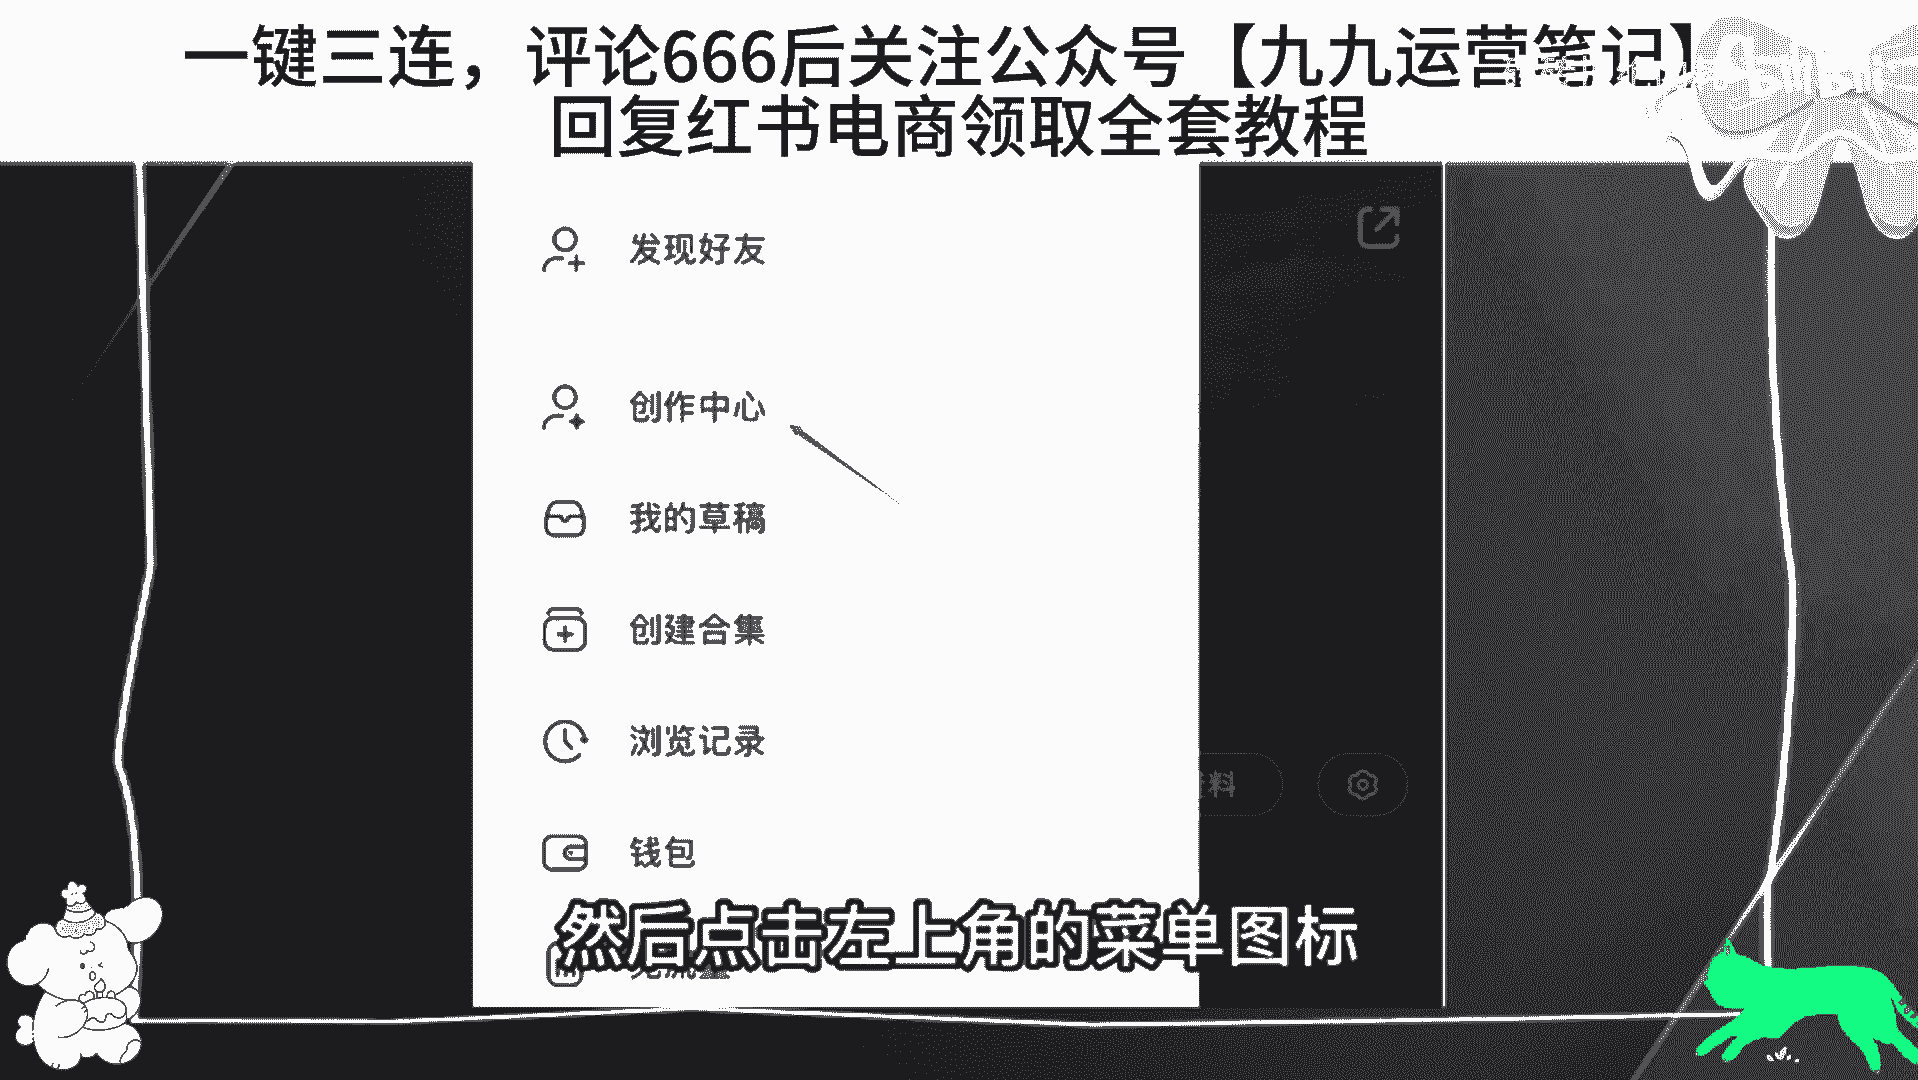 一键三连，评论666后关注公众号【九九运营笔记】
回复红书电商领取全套教程
发现好友
创作中心
我的草稿
创建合集
浏览记录
料
钱包
然后点击左上角的菜单图标